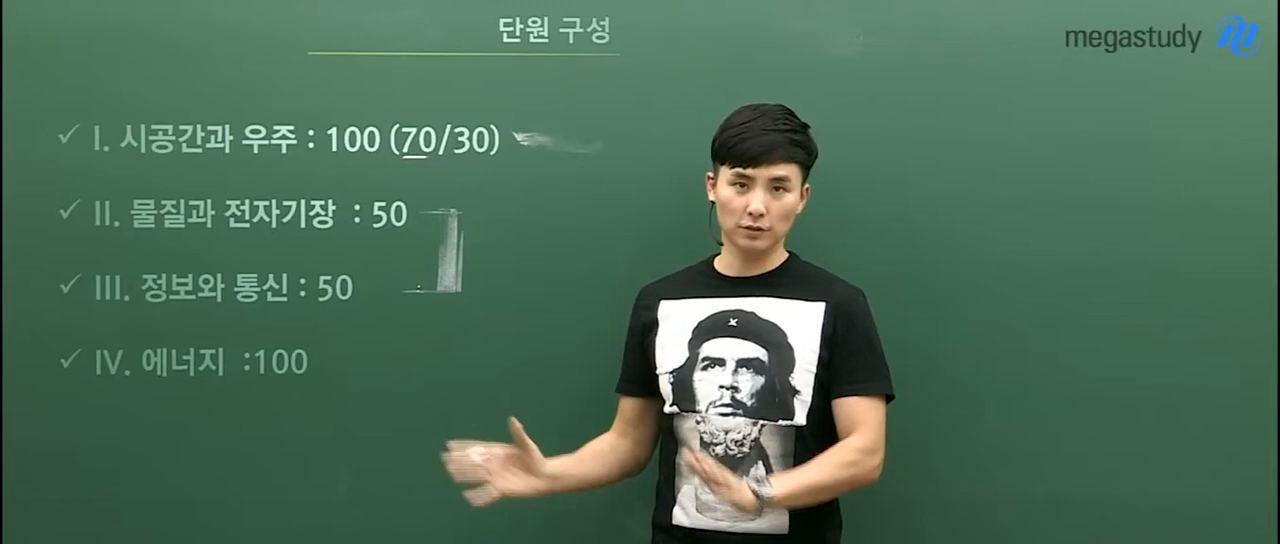 단원 구성
megastudy
✓ I. 시공간과 우주 : 100 (70/30)
✓ II. 물질과 전자기장 : 50
✓ III. 정보와 통신 : 50
✓ IV. 에너지 :100